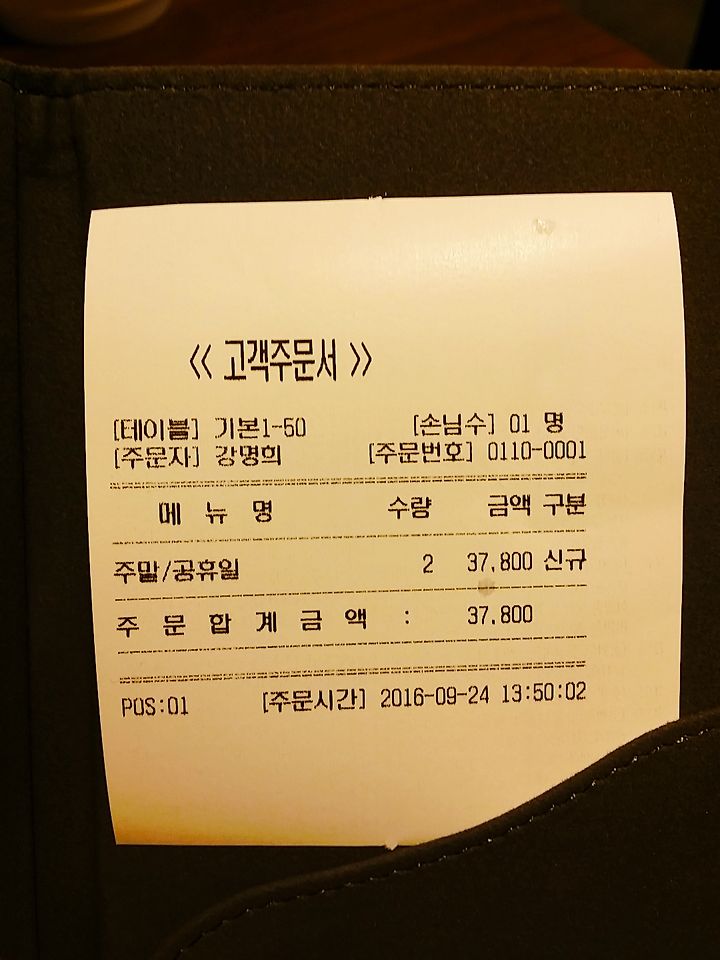 << 고객주문서 >>
[테이블] 기본1-50 [손님수] 01 명
[주문자] 강명희 [주문번호] 0110-0001
메 뉴 명 수량 금액 구분
주말/공휴일 2 37,800 신규
주 문 합 계 금 액 : 37,800
POS:01 [주문시간] 2016-09-24 13:50:02